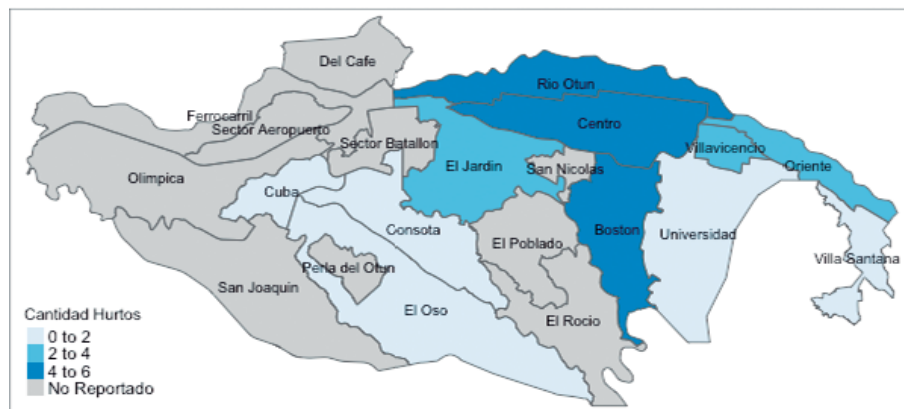 Del Cafe
Rio Otun
Ferrocarril
Sector Aeropuerto
Centro
Sector Batallon
Villavicencio
El Jardin
San Nicolas
Oriente
Olimpica
Cuba
Consota
Boston
Universidad
El Poblado
Villa Santana
Perla del Otun
San Joaquin
El Oso
El Rocio
Cantidad Hurtos
0 to 2
2 to 4
4 to 6
No Reportado